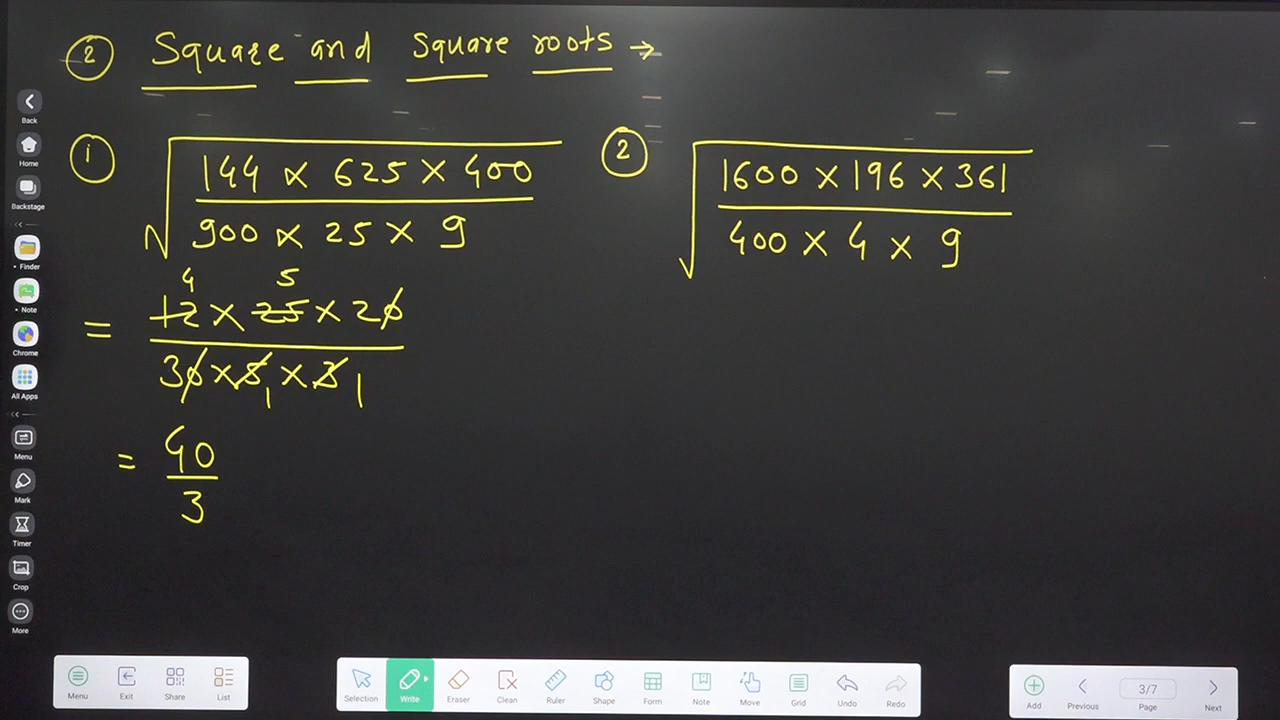 ② Square and Square roots →
① √(144 × 625 × 400 / 900 × 25 × 9)
= 12 × 25 × 20 / 30 × 5 × 3
4 5
1 1
= 40 / 3
② √(1600 × 196 × 361 / 400 × 4 × 9)
Back
Home
Backstage
Finder
Note
Chrome
All Apps
Menu
Mark
Timer
Crop
More
Menu Exit Share List
Selection Write Eraser Clean Ruler Shape Form Note Move Grid Undo Redo
Add Previous 3/7 Page Next